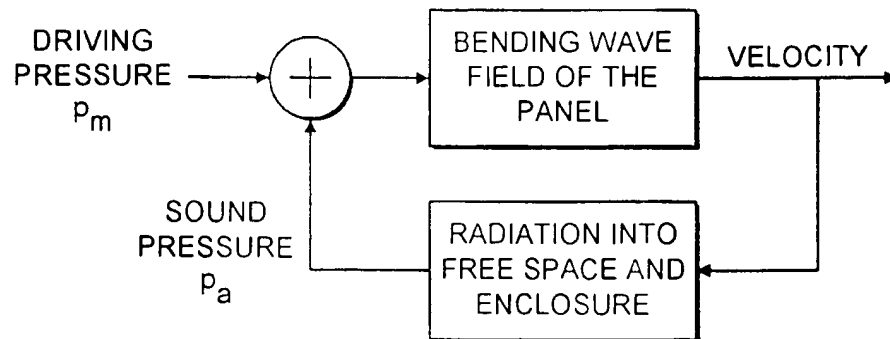 DRIVING
PRESSURE
pm
BENDING WAVE
FIELD OF THE
PANEL
VELOCITY
SOUND
PRESSURE
pa
RADIATION INTO
FREE SPACE AND
ENCLOSURE